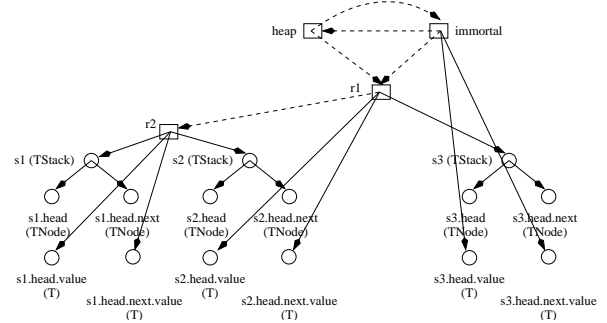 heap
immortal
r1
r2
s1 (TStack)
s2 (TStack)
s3 (TStack)
s1.head
(TNode)
s1.head.next
(TNode)
s2.head
(TNode)
s2.head.next
(TNode)
s3.head
(TNode)
s3.head.next
(TNode)
s1.head.value
(T)
s1.head.next.value
(T)
s2.head.value
(T)
s2.head.next.value
(T)
s3.head.value
(T)
s3.head.next.value
(T)